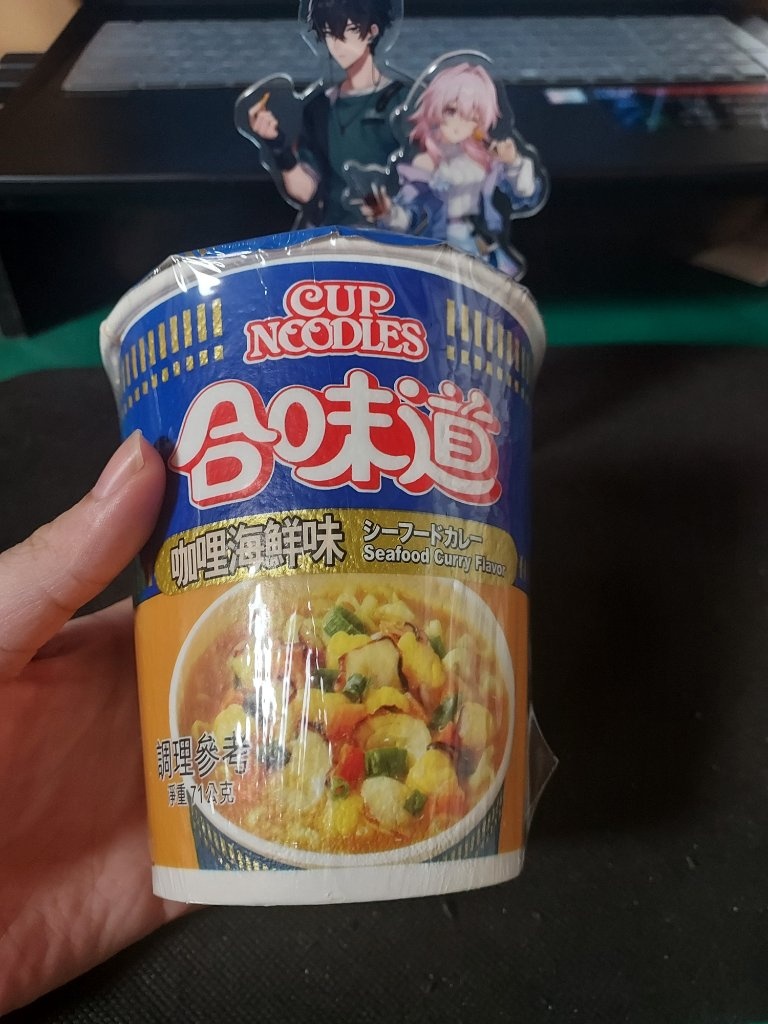 CUP
NOODLES
合味道
咖哩海鮮味
シーフードカレー
Seafood Curry Flavor
調理參考
淨重71公克